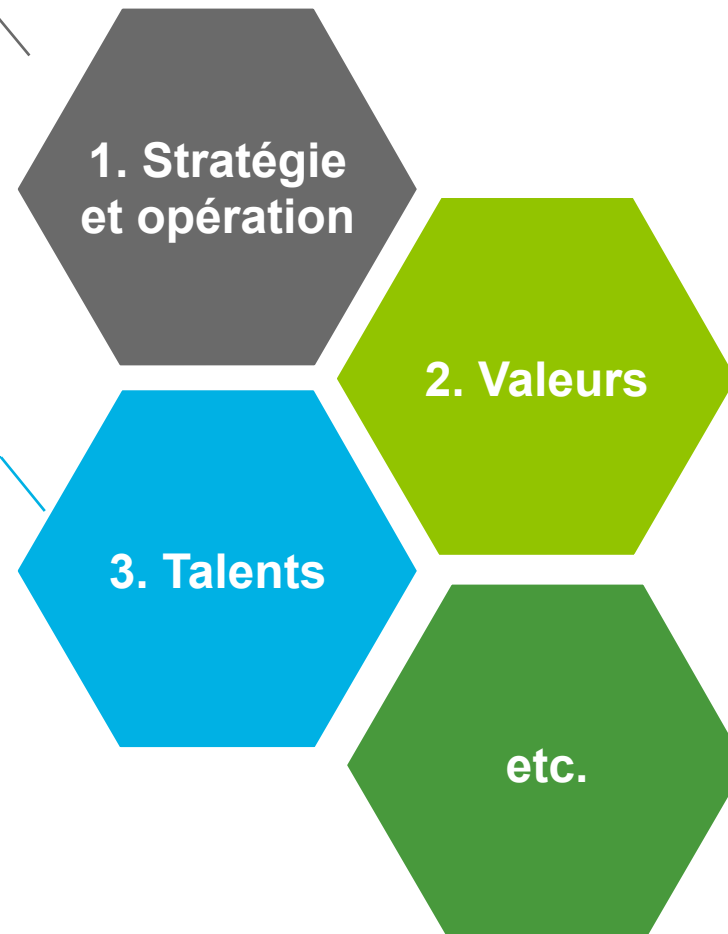 1. Stratégie
et opération
2. Valeurs
3. Talents
etc.